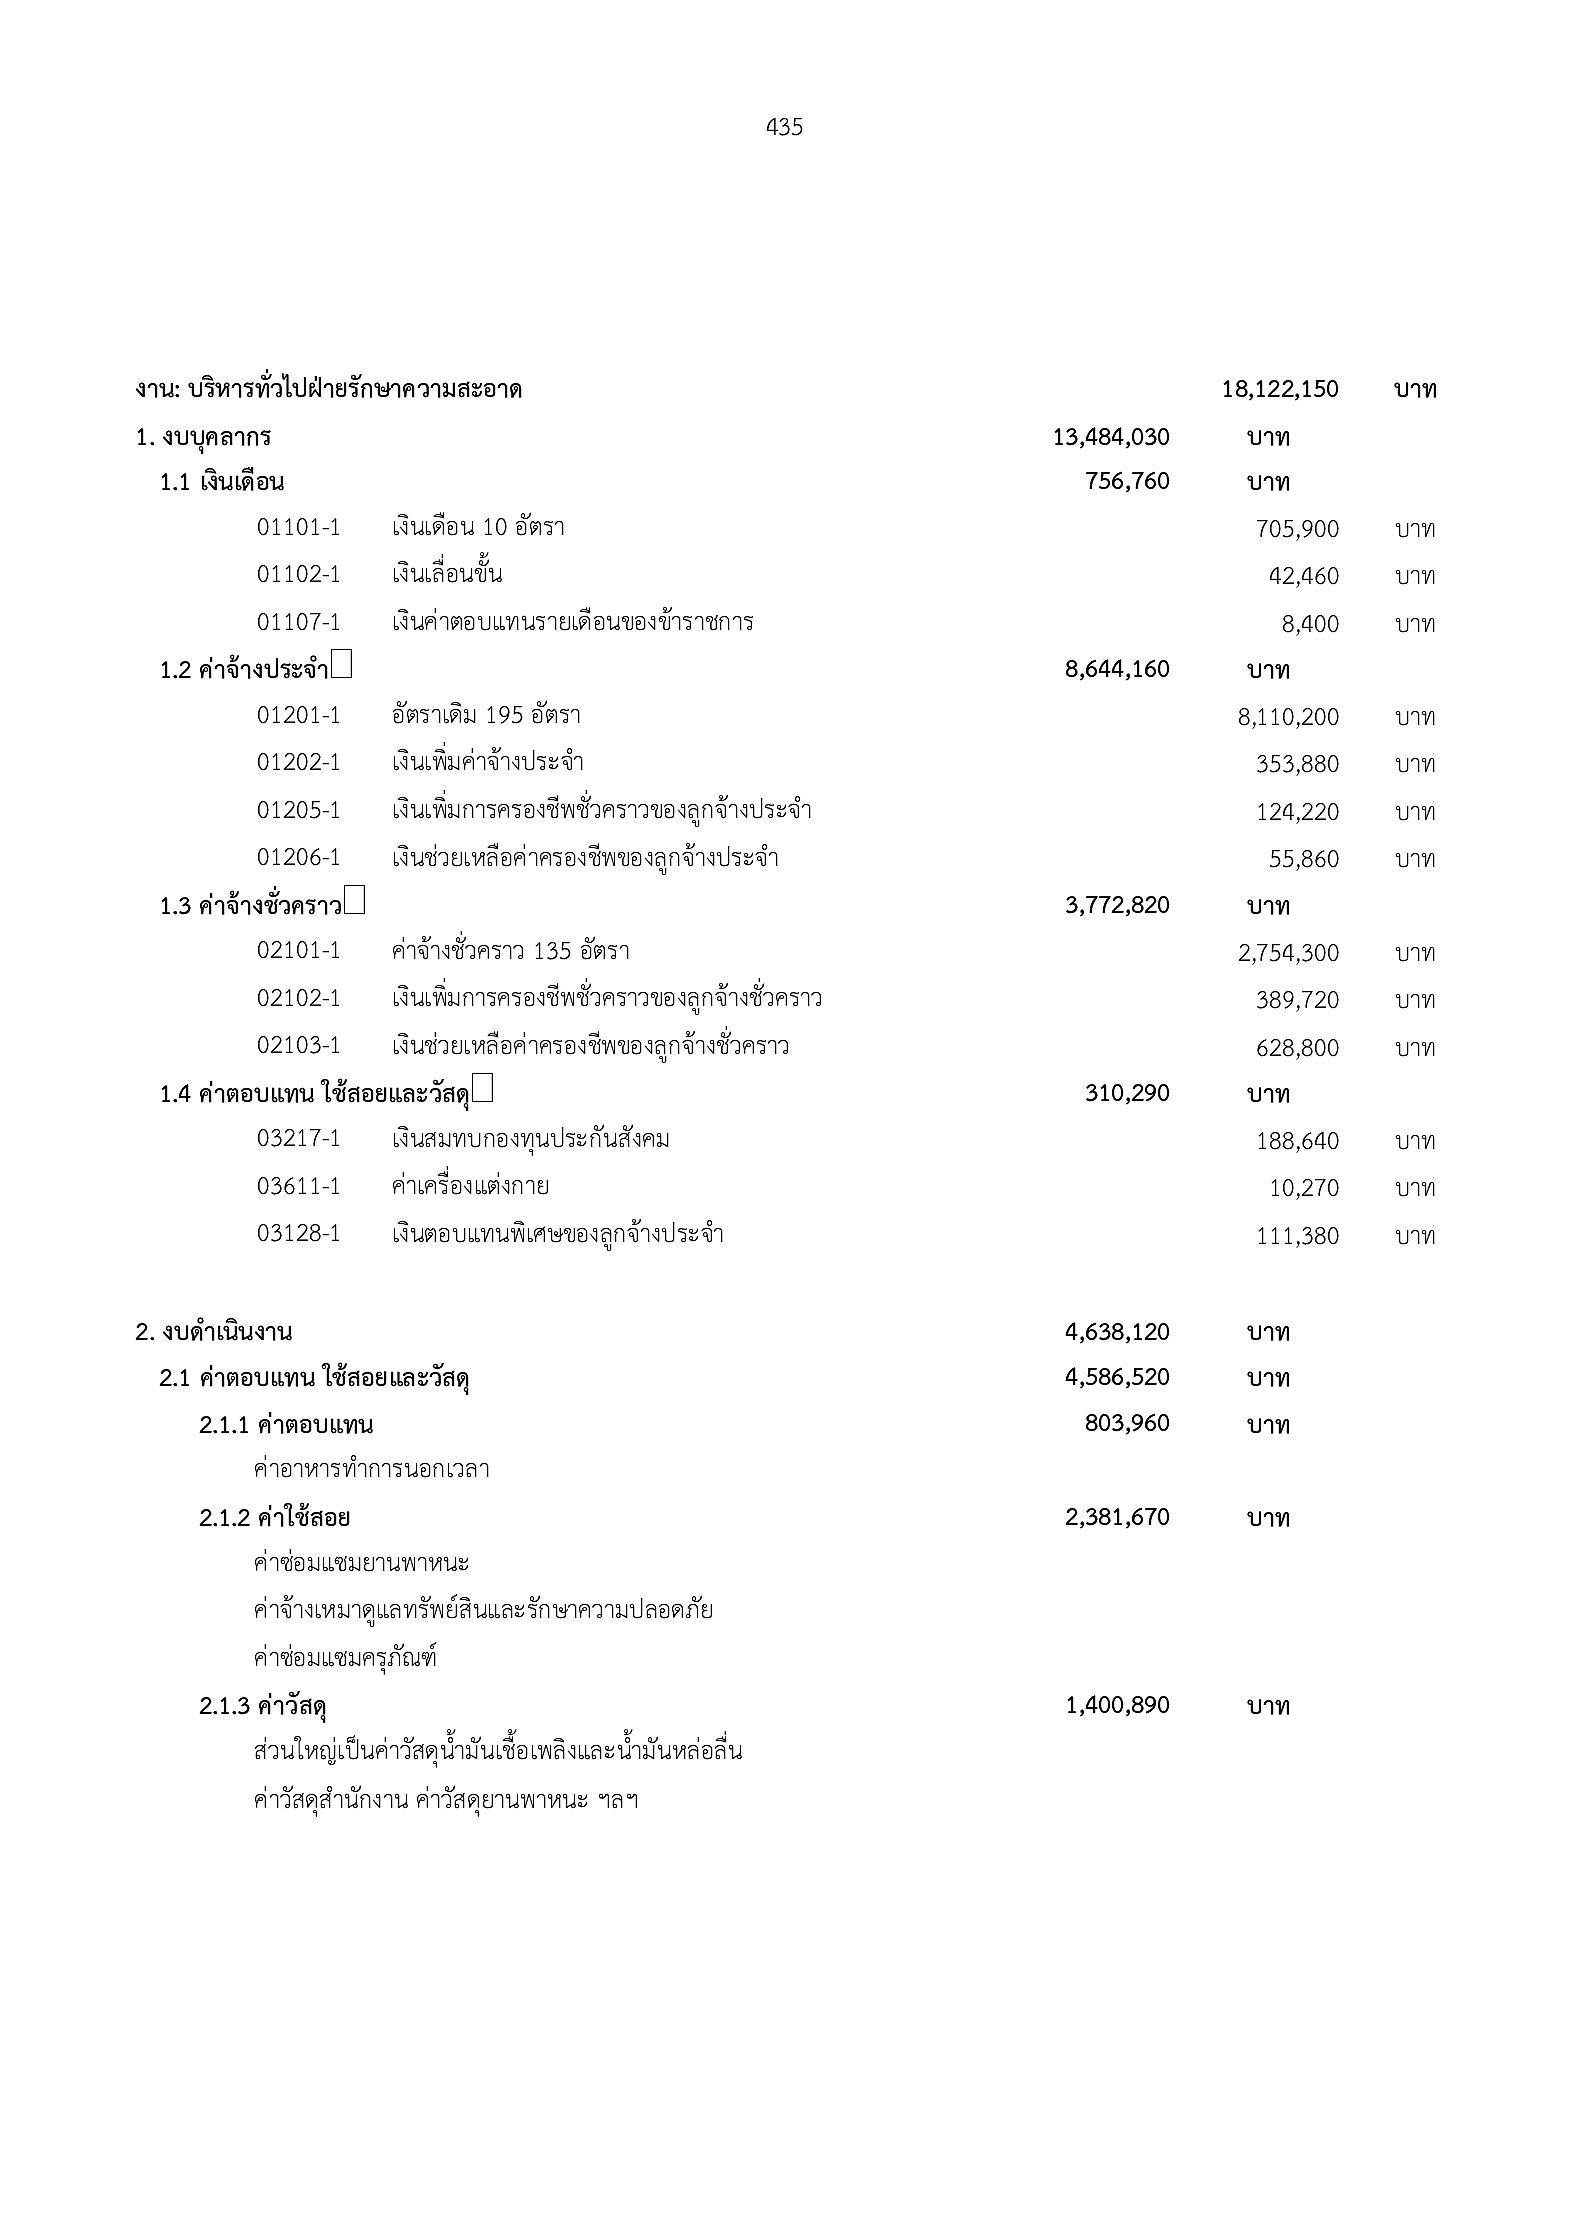 435
งาน: บริหารทั่วไปฝ่ายรักษาความสะอาด 18,122,150 บาท
1. งบบุคลากร 13,484,030 บาท
1.1 เงินเดือน 756,760 บาท
01101-1 เงินเดือน 10 อัตรา 705,900 บาท
01102-1 เงินเลื่อนขั้น 42,460 บาท
01107-1 เงินค่าตอบแทนรายเดือนของข้าราชการ 8,400 บาท
1.2 ค่าจ้างประจำ 8,644,160 บาท
01201-1 อัตราเดิม 195 อัตรา 8,110,200 บาท
01202-1 เงินเพิ่มค่าจ้างประจำ 353,880 บาท
01205-1 เงินเพิ่มการครองชีพชั่วคราวของลูกจ้างประจำ 124,220 บาท
01206-1 เงินช่วยเหลือค่าครองชีพของลูกจ้างประจำ 55,860 บาท
1.3 ค่าจ้างชั่วคราว 3,772,820 บาท
02101-1 ค่าจ้างชั่วคราว 135 อัตรา 2,754,300 บาท
02102-1 เงินเพิ่มการครองชีพชั่วคราวของลูกจ้างชั่วคราว 389,720 บาท
02103-1 เงินช่วยเหลือค่าครองชีพของลูกจ้างชั่วคราว 628,800 บาท
1.4 ค่าตอบแทน ใช้สอยและวัสดุ 310,290 บาท
03217-1 เงินสมทบกองทุนประกันสังคม 188,640 บาท
03611-1 ค่าเครื่องแต่งกาย 10,270 บาท
03128-1 เงินตอบแทนพิเศษของลูกจ้างประจำ 111,380 บาท
2. งบดำเนินงาน 4,638,120 บาท
2.1 ค่าตอบแทน ใช้สอยและวัสดุ 4,586,520 บาท
2.1.1 ค่าตอบแทน 803,960 บาท
ค่าอาหารทำการนอกเวลา
2.1.2 ค่าใช้สอย 2,381,670 บาท
ค่าซ่อมแซมยานพาหนะ
ค่าจ้างเหมาดูแลทรัพย์สินและรักษาความปลอดภัย
ค่าซ่อมแซมครุภัณฑ์
2.1.3 ค่าวัสดุ 1,400,890 บาท
ส่วนใหญ่เป็นค่าวัสดุน้ำมันเชื้อเพลิงและน้ำมันหล่อลื่น
ค่าวัสดุสำนักงาน ค่าวัสดุยานพาหนะ ฯลฯ